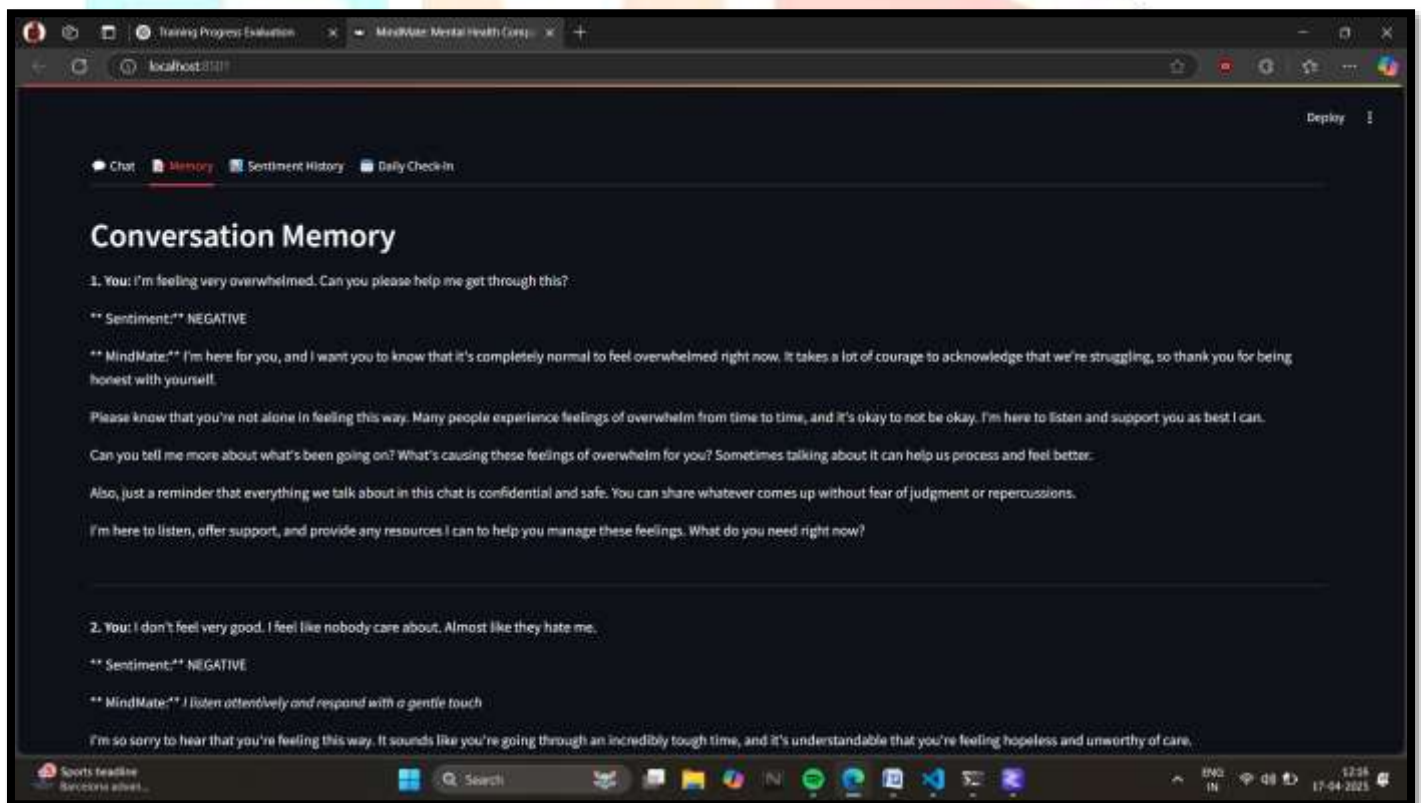 Training Progress Evaluation
MindMate: Mental Health Comp
localhost:8501
Deploy
Chat Memory Sentiment History Daily Check-In
Conversation Memory
1. You: I'm feeling very overwhelmed. Can you please help me get through this?
** Sentiment:** NEGATIVE
** MindMate:** I'm here for you, and I want you to know that it's completely normal to feel overwhelmed right now. It takes a lot of courage to acknowledge that we're struggling, so thank you for being
honest with yourself.
Please know that you're not alone in feeling this way. Many people experience feelings of overwhelm from time to time, and it's okay to not be okay. I'm here to listen and support you as best I can.
Can you tell me more about what's been going on? What's causing these feelings of overwhelm for you? Sometimes talking about it can help us process and feel better.
Also, just a reminder that everything we talk about in this chat is confidential and safe. You can share whatever comes up without fear of judgment or repercussions.
I'm here to listen, offer support, and provide any resources I can to help you manage these feelings. What do you need right now?
2. You: I don't feel very good. I feel like nobody care about. Almost like they hate me.
** Sentiment:** NEGATIVE
** MindMate:** I listen attentively and respond with a gentle touch
I'm so sorry to hear that you're feeling this way. It sounds like you're going through an incredibly tough time, and it's understandable that you're feeling hopeless and unworthy of care.
Sports headline
Barcelona
Search
ENG
IN
12:16
17-04-2025